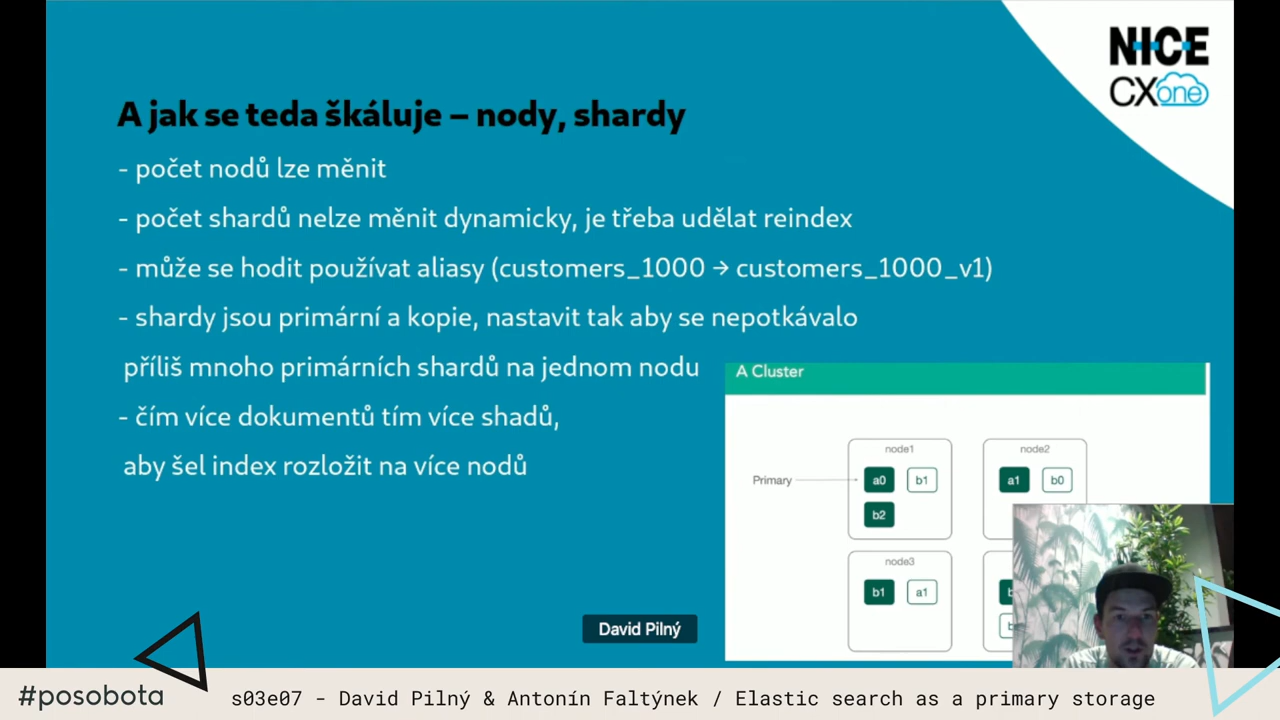 NICE
CXone
A jak se teda škáluje – nody, shardy
- počet nodů lze měnit
- počet shardů nelze měnit dynamicky, je třeba udělat reindex
- může se hodit používat aliasy (customers_1000 → customers_1000_v1)
- shardy jsou primární a kopie, nastavit tak aby se nepotkávalo
příliš mnoho primárních shardů na jednom nodu
- čím více dokumentů tím více shadů,
aby šel index rozložit na více nodů
A Cluster
node1
node2
Primary
a0 b1
a1 b0
b2
node3
b1 a1
David Pilný
#posobota
s03e07 - David Pilný & Antonín Faltýnek / Elastic search as a primary storage